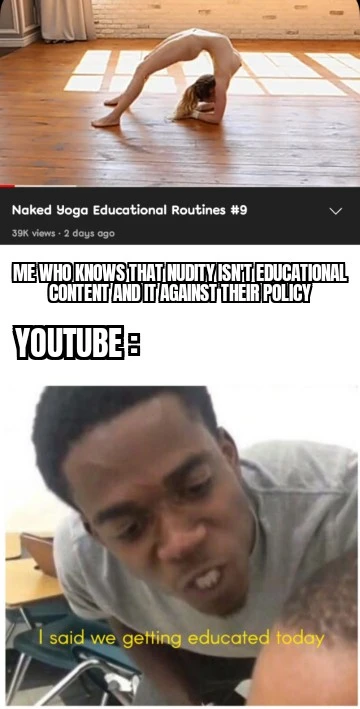 Naked Yoga Educational Routines #9
39K views · 2 days ago
ME WHO KNOWS THAT NUDITY ISN'T EDUCATIONAL
CONTENT AND IT AGAINST THEIR POLICY
YOUTUBE :
I said we getting educated today